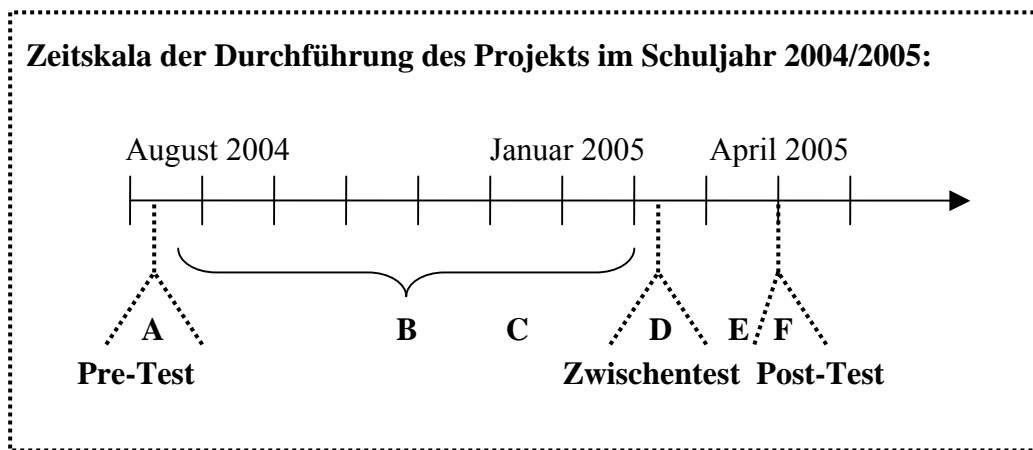 Zeitskala der Durchführung des Projekts im Schuljahr 2004/2005:
August 2004 Januar 2005 April 2005
A B C D E F
Pre-Test Zwischentest Post-Test